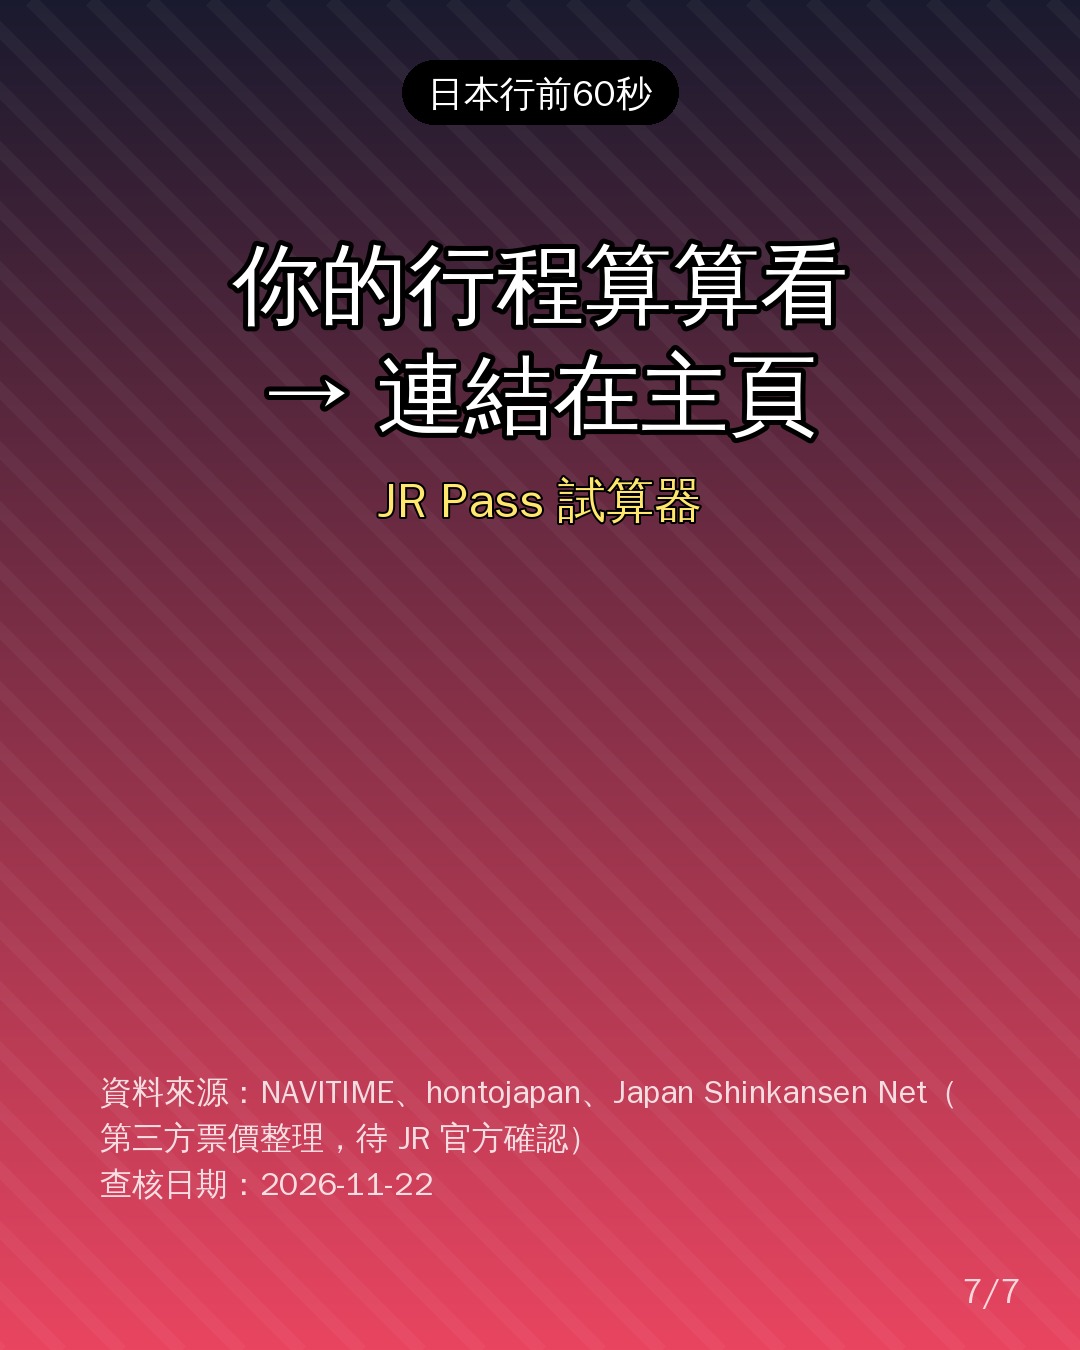 日本行前60秒
你的行程算算看
→ 連結在主頁
JR Pass 試算器
資料來源：NAVITIME、hontojapan、Japan Shinkansen Net（
第三方票價整理，待 JR 官方確認）
查核日期：2026-11-22
7/7